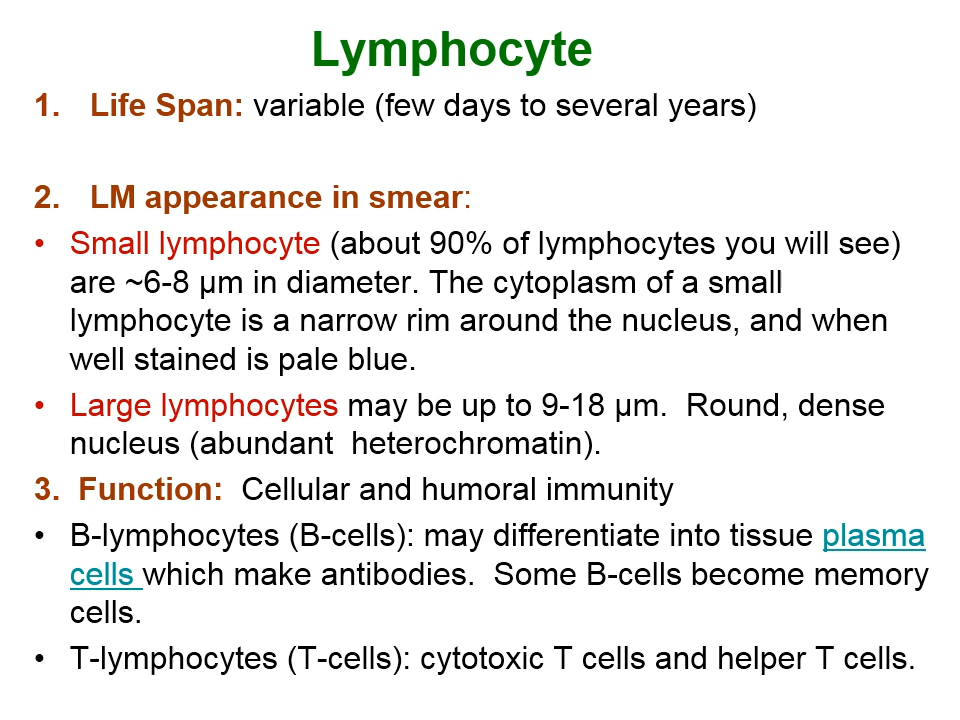 Lymphocyte
1. Life Span: variable (few days to several years)
2. LM appearance in smear:
• Small lymphocyte (about 90% of lymphocytes you will see)
are ~6-8 μm in diameter. The cytoplasm of a small
lymphocyte is a narrow rim around the nucleus, and when
well stained is pale blue.
• Large lymphocytes may be up to 9-18 μm.  Round, dense
nucleus (abundant  heterochromatin).
3.  Function:  Cellular and humoral immunity
• B-lymphocytes (B-cells): may differentiate into tissue plasma
cells which make antibodies.  Some B-cells become memory
cells.
• T-lymphocytes (T-cells): cytotoxic T cells and helper T cells.